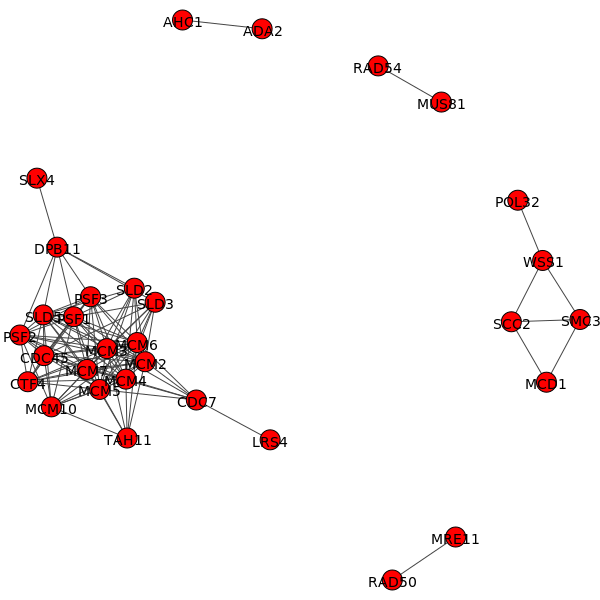 AHC1
ADA2
RAD54
MUS81
SLX4
POL32
DPB11
WSS1
SLD2
PSF3
SLD3
SLD5
PSF1
SCC2
SMC3
PSF2
MCM6
MCM3
CDC45
MCM2
MCM7
MCM4
CTF4
MCD1
MCM5
CDC7
MCM10
TAH11
LRS4
MRE11
RAD50